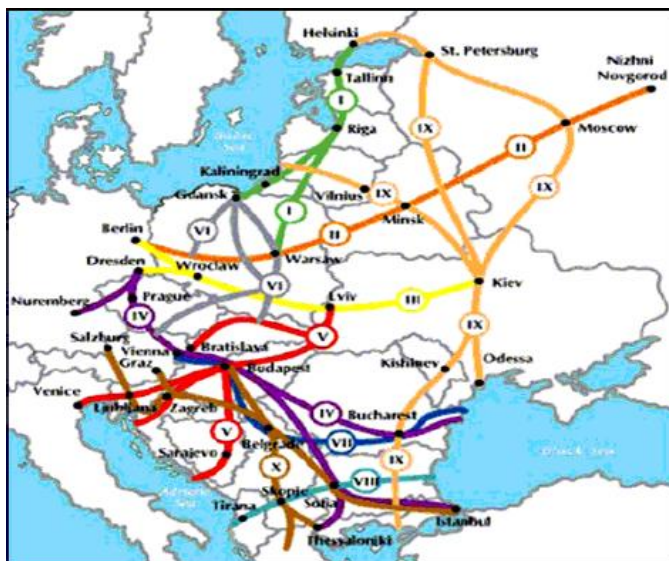 Helsinki
St. Petersburg
Nizhni
Novgorod
Tallinn
I
Riga
IX
II
Moscow
Kaliningrad
IX
Vilnius
IX
Gdansk
I
Minsk
VI
Berlin
II
Warsaw
Dresden
Wroclaw
VI
Lviv
III
Kiev
Nuremberg
Prague
IV
V
IX
Salzburg
Bratislava
Vienna
Graz
Budapest
Kishinev
Odessa
Venice
Ljubljana
Zagreb
IV
Bucharest
V
Belgrade
VII
Sarajevo
IX
X
Adriatic
Sea
Skopje
VIII
Tirana
Sofia
Istanbul
Thessaloniki